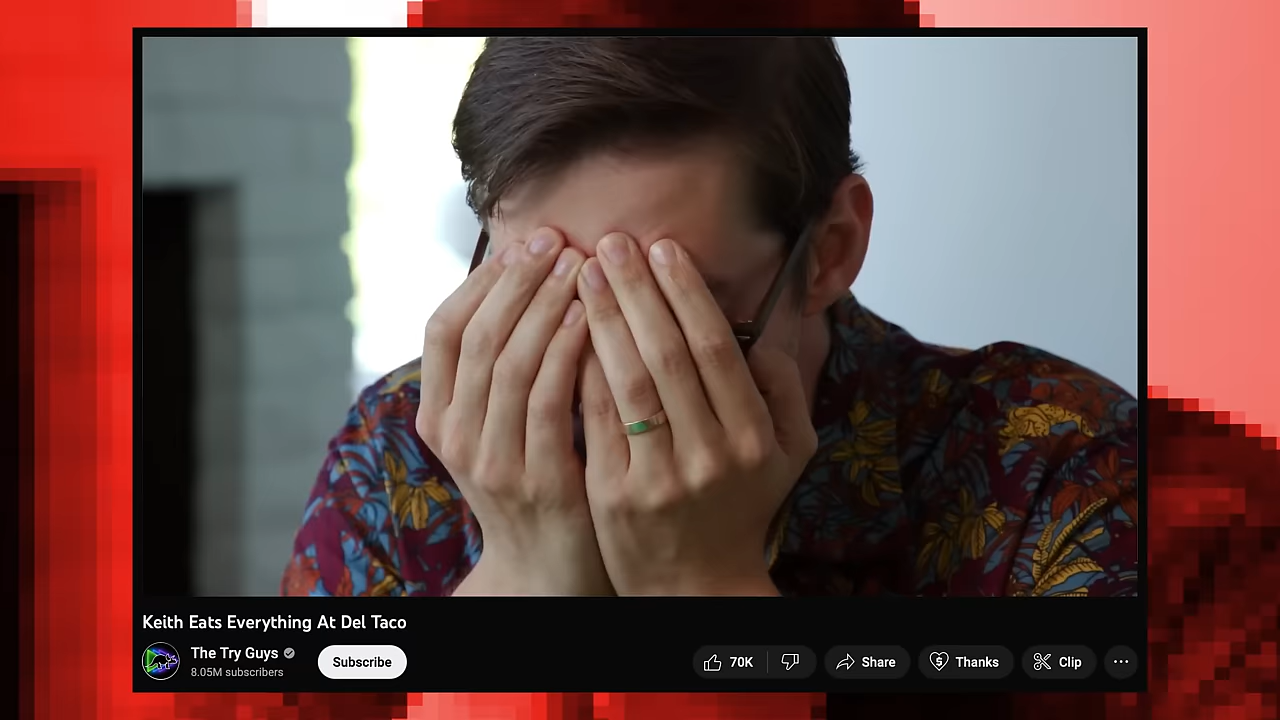 Keith Eats Everything At Del Taco
The Try Guys
8.05M subscribers
Subscribe
70K
Share
Thanks
Clip